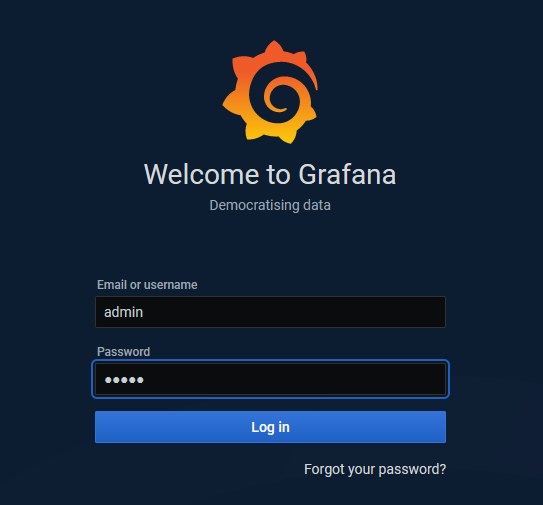 Welcome to Grafana
Democratising data
Email or username
admin
Password
●●●●●
Log in
Forgot your password?